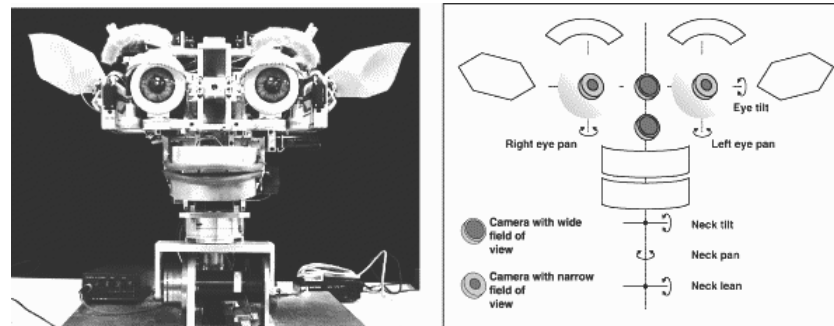 Eye tilt
Right eye pan
Left eye pan
Camera with wide
field of
view
Neck tilt
Neck pan
Camera with narrow
field of
view
Neck lean